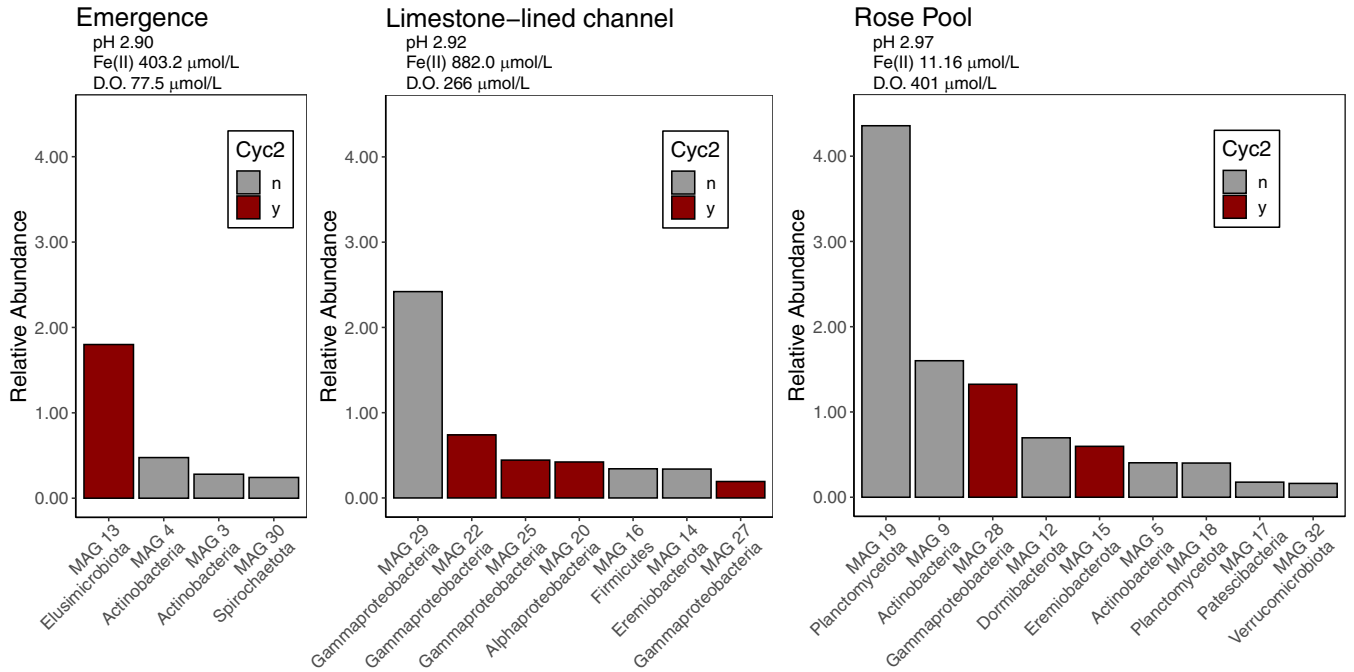 Emergence
pH 2.90
Fe(II) 403.2 μmol/L
D.O. 77.5 μmol/L
Relative Abundance
4.00
3.00
2.00
1.00
0.00
Cyc2
n
y
MAG 13
Elusimicrobiota
MAG 4
Actinobacteria
MAG 3
Actinobacteria
MAG 30
Spirochaetota
Limestone−lined channel
pH 2.92
Fe(II) 882.0 μmol/L
D.O. 266 μmol/L
Relative Abundance
4.00
3.00
2.00
1.00
0.00
Cyc2
n
y
MAG 29
Gammaproteobacteria
MAG 22
Gammaproteobacteria
MAG 25
Gammaproteobacteria
MAG 20
Alphaproteobacteria
MAG 16
Firmicutes
MAG 14
Eremiobacterota
MAG 27
Gammaproteobacteria
Rose Pool
pH 2.97
Fe(II) 11.16 μmol/L
D.O. 401 μmol/L
Relative Abundance
4.00
3.00
2.00
1.00
0.00
Cyc2
n
y
MAG 19
Planctomycetota
MAG 9
Actinobacteria
MAG 28
Gammaproteobacteria
MAG 12
Dormibacterota
MAG 15
Eremiobacterota
MAG 5
Actinobacteria
MAG 18
Planctomycetota
MAG 17
Patescibacteria
MAG 32
Verrucomicrobiota